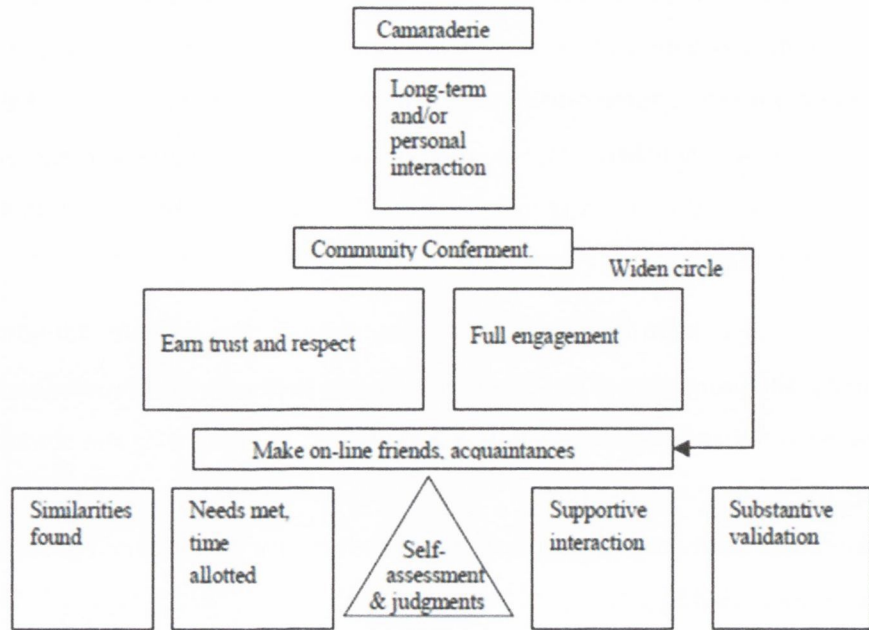 Camaraderie
Long-term
and/or
personal
interaction
Community Conferment.
Widen circle
Earn trust and respect
Full engagement
Make on-line friends, acquaintances
Similarities
found
Needs met,
time
allotted
Self-
assessment
& judgments
Supportive
interaction
Substantive
validation